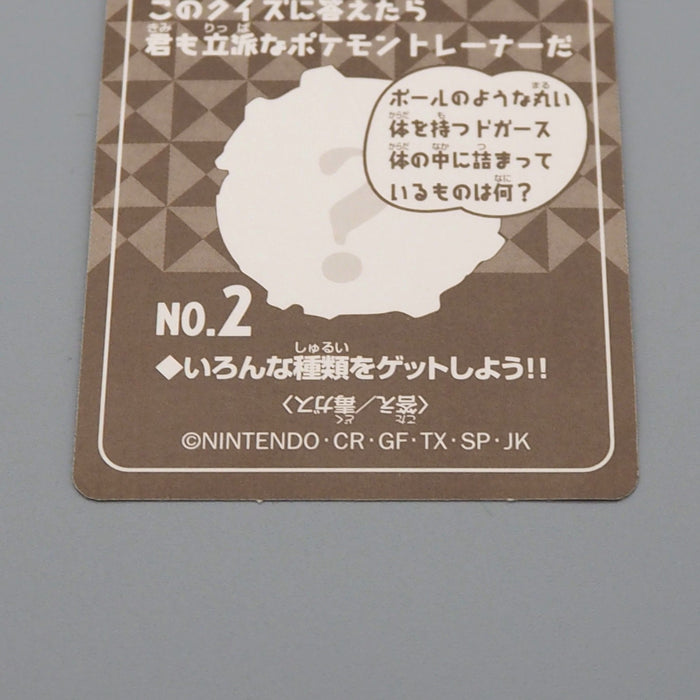 このクイズに答えたら
君も立派なポケモントレーナーだ
ボールのような丸い
体を持つドガース
体の中に詰まって
いるものは何？
?
NO.2
◆いろんな種類をゲットしよう!!
〈答え/毒ガス〉
©NINTENDO·CR·GF·TX·SP·JK